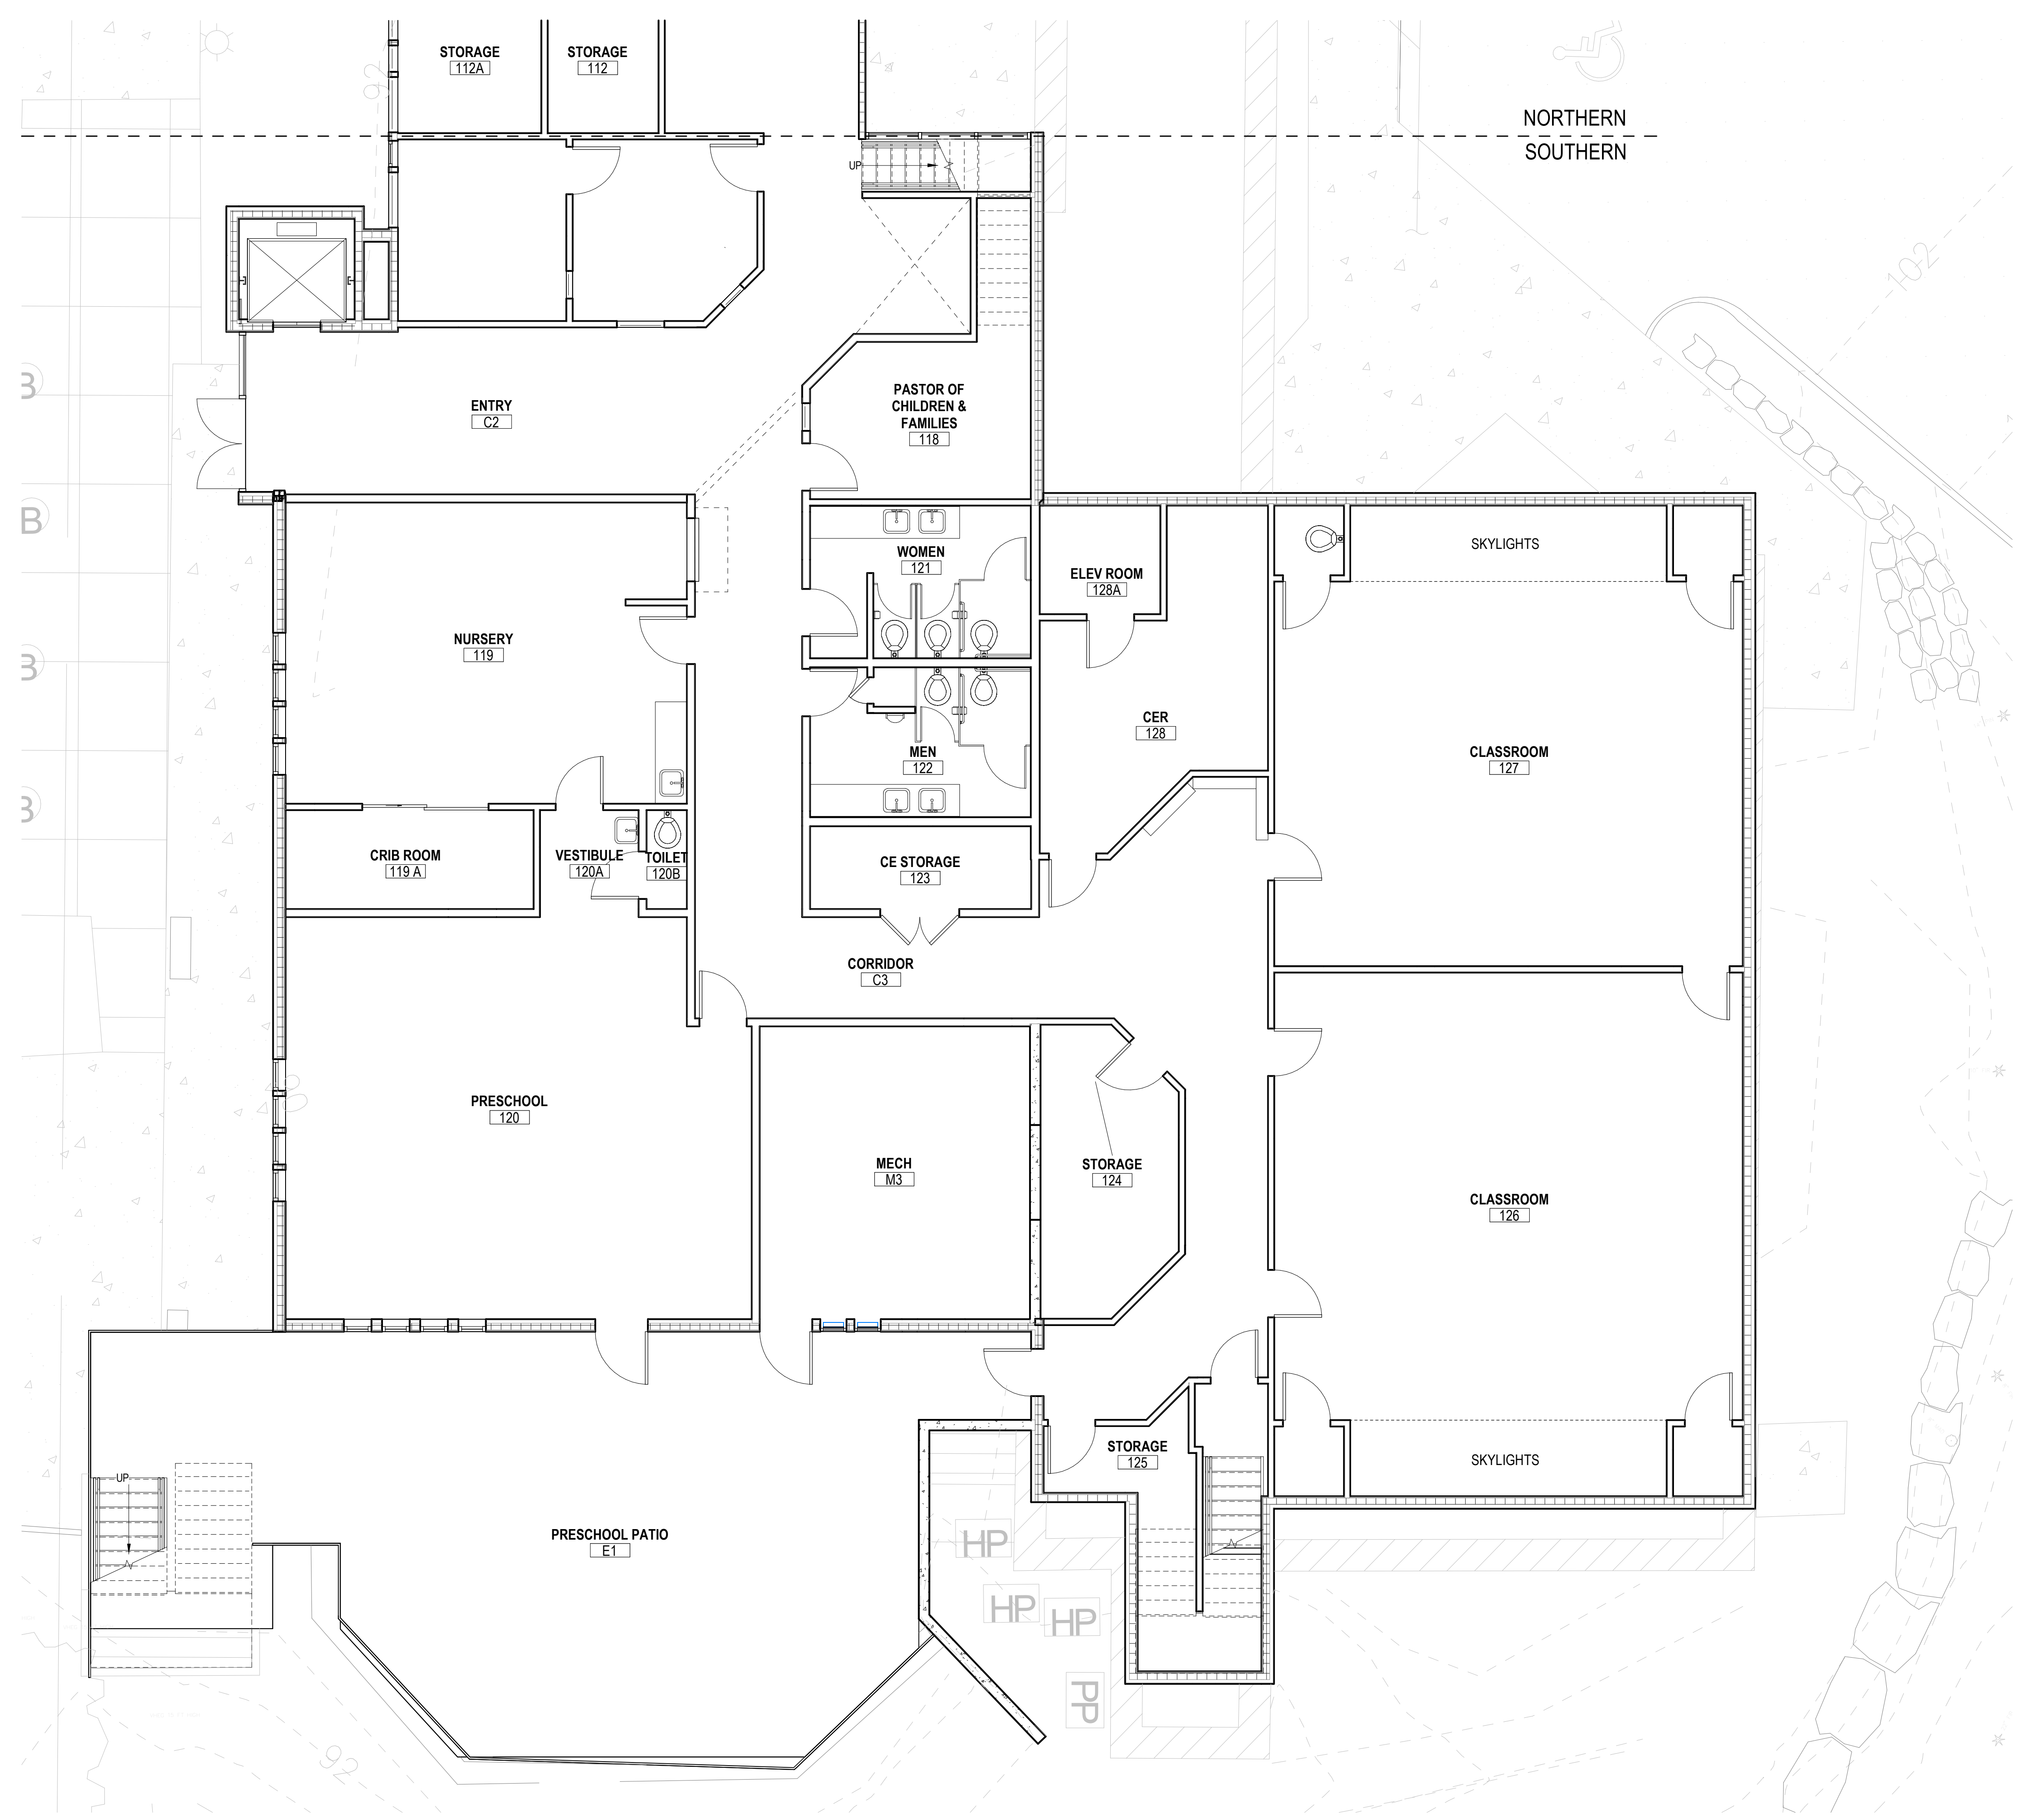 STORAGE
112A
STORAGE
112
92
NORTHERN
SOUTHERN
UP
102
B
ENTRY
C2
PASTOR OF
CHILDREN &
FAMILIES
118
B
SKYLIGHTS
WOMEN
121
ELEV ROOM
128A
NURSERY
119
B
CER
128
MEN
122
CLASSROOM
127
B
CRIB ROOM
119 A
VESTIBULE
120A
TOILET
120B
CE STORAGE
123
CORRIDOR
C3
PRESCHOOL
120
MECH
M3
STORAGE
124
CLASSROOM
126
STORAGE
125
SKYLIGHTS
UP
PRESCHOOL PATIO
E1
HP
HP
HP
PP
92